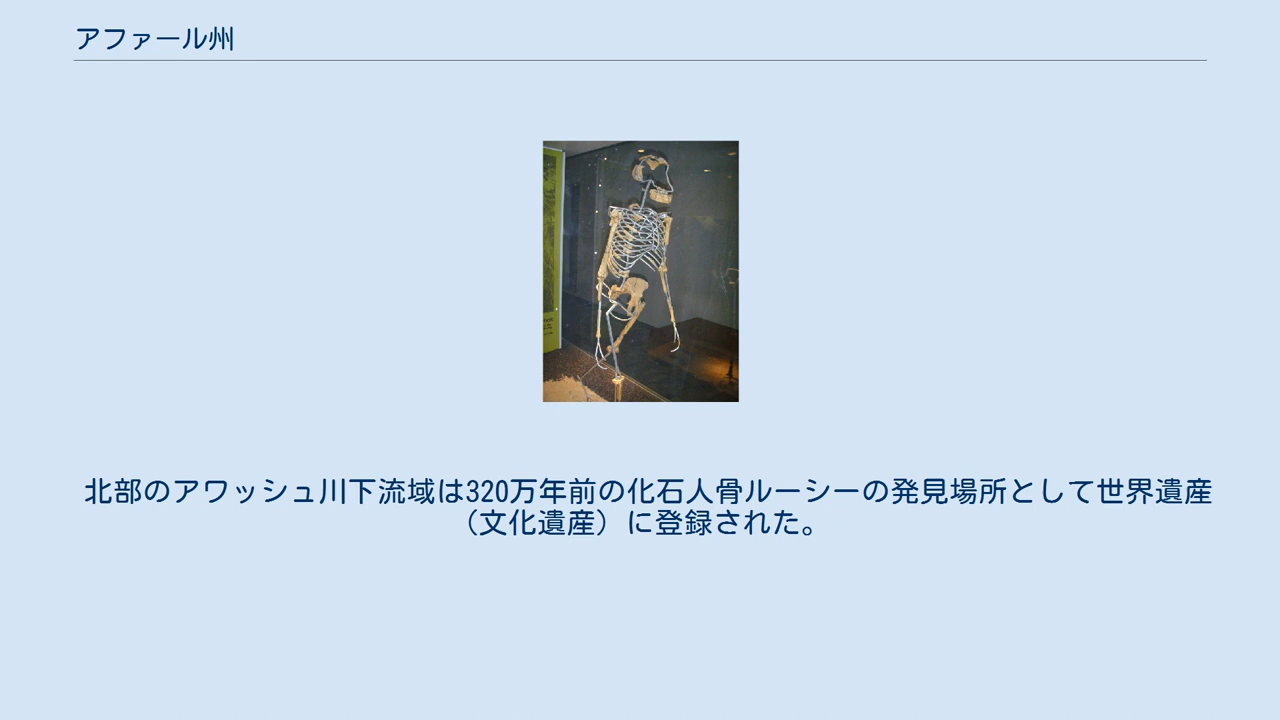 アファール州
北部のアワッシュ川下流域は320万年前の化石人骨ルーシーの発見場所として世界遺産
（文化遺産）に登録された。